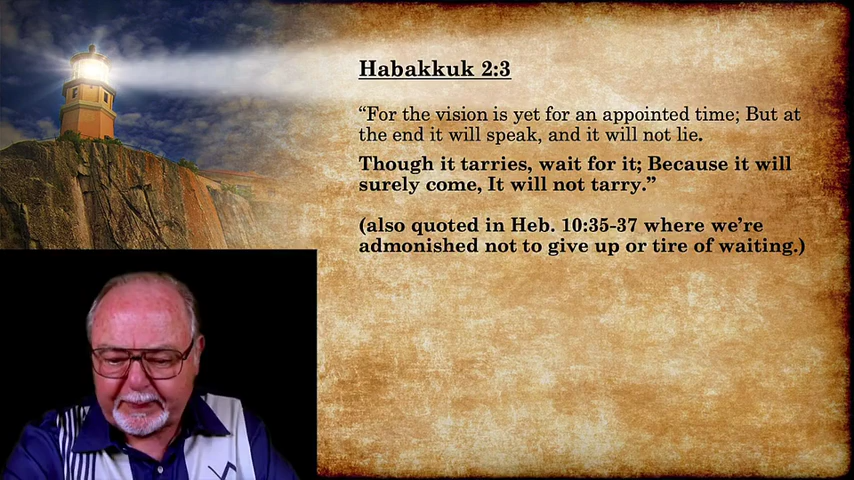 Habakkuk 2:3
“For the vision is yet for an appointed time; But at
the end it will speak, and it will not lie.
Though it tarries, wait for it; Because it will
surely come, It will not tarry.”
(also quoted in Heb. 10:35-37 where we’re
admonished not to give up or tire of waiting.)